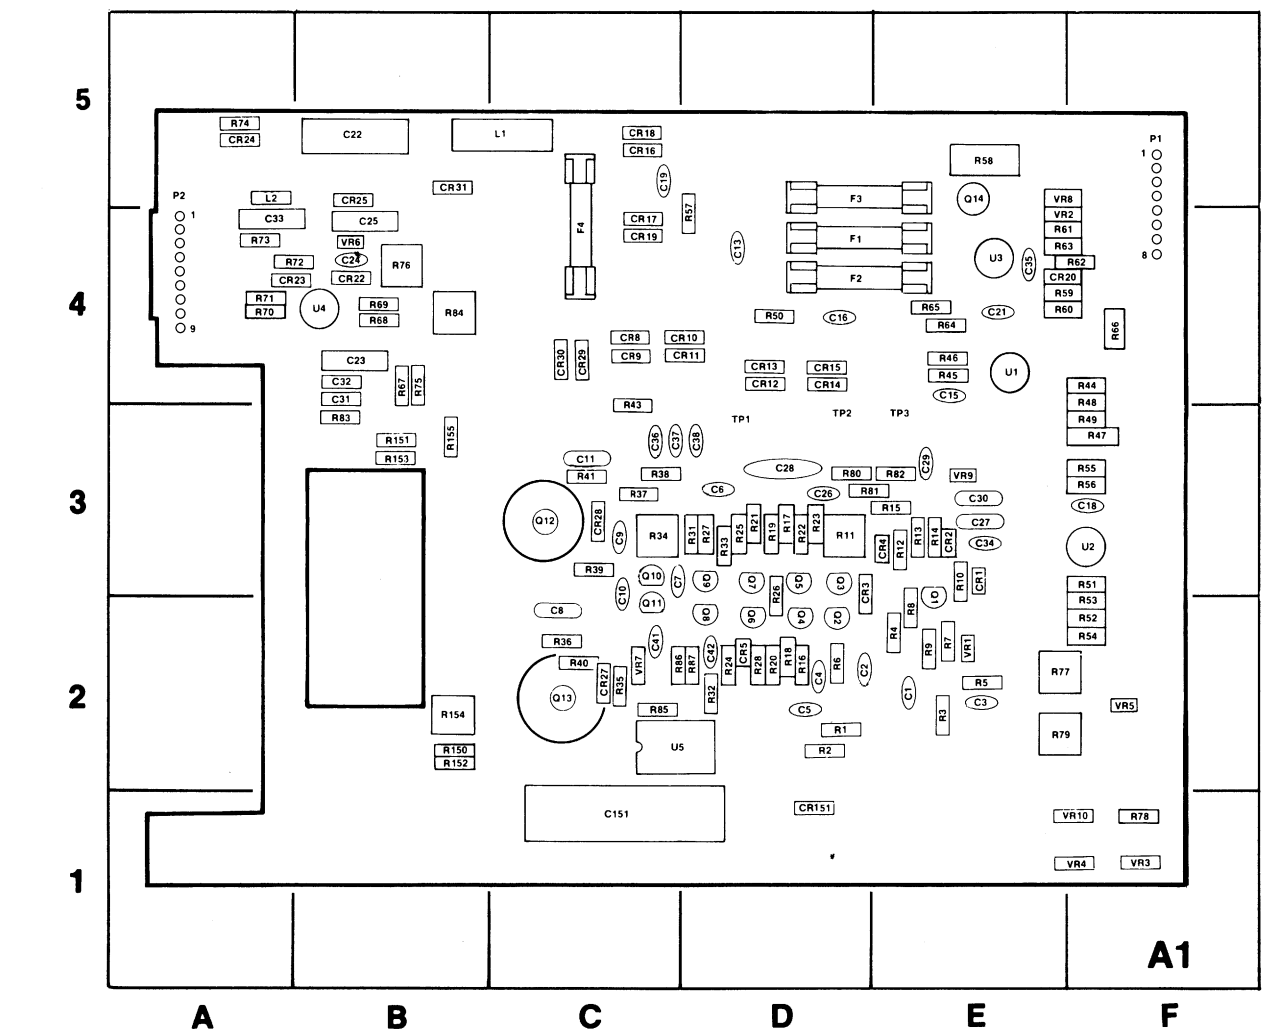 5
R74
CR24
C22
L1
CR18
CR16
P1
1
R58
C19
P2
CR31
L2
CR25
R57
F3
Q14
VR8
1
C33
C25
F4
CR17
VR2
R61
R73
VR6
CR19
C13
F1
R63
R72
C24
R76
U3
C35
R62
8
CR23
CR22
F2
CR20
R59
4
R71
R70
U4
R69
R68
R84
R50
C16
R65
C21
R60
R64
R66
9
CR8
CR10
C23
CR30
CR29
CR9
CR11
R46
CR13
CR15
R45
U1
C32
R67
R75
CR12
CR14
R44
C31
C15
R48
R43
R83
TP1
TP2
TP3
R49
R151
R155
C36
C37
C38
R47
R153
C11
C28
C29
R41
R38
R80
R82
VR9
R55
R56
3
R37
C6
C26
R81
C30
Q12
CR28
R15
C18
C9
R34
R31
R27
R33
R25
R21
R19
R17
R22
R23
R11
CR4
R12
R13
R14
CR2
C27
C34
U2
R39
Q10
C7
Q9
Q7
Q5
Q3
CR3
R10
CR1
R51
C10
R26
Q1
R53
C8
Q11
Q8
Q6
Q4
Q2
R8
R52
R36
C41
R4
R54
R40
VR7
R86
R87
C42
R24
CR5
R28
R20
R18
R16
R6
C2
R9
R7
VR1
CR27
R35
C4
R77
2
Q13
R32
C1
R5
R154
R85
C5
R3
C3
VR5
R1
R79
R150
U5
R2
R152
C151
CR151
VR10
R78
1
VR4
VR3
A1
A
B
C
D
E
F